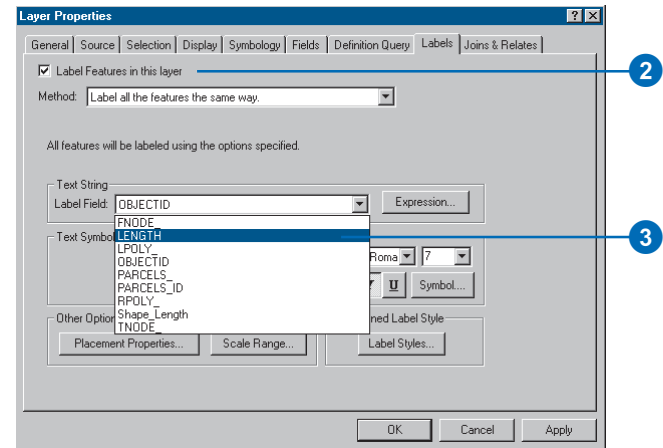 Layer Properties
General Source Selection Display Symbology Fields Definition Query Labels Joins & Relates
Label Features in this layer
2
Method: Label all the features the same way.
All features will be labeled using the options specified.
Text String
Label Field: OBJECTID Expression...
FNODE_
LENGTH
3
LPOLY_
OBJECTID
PARCELS_
PARCELS_ID
RPOLY_
Shape_Length
TNODE_
Text Symbo
Roma 7
U Symbol....
Other Option
ned Label Style
Placement Properties... Scale Range... Label Styles...
OK Cancel Apply